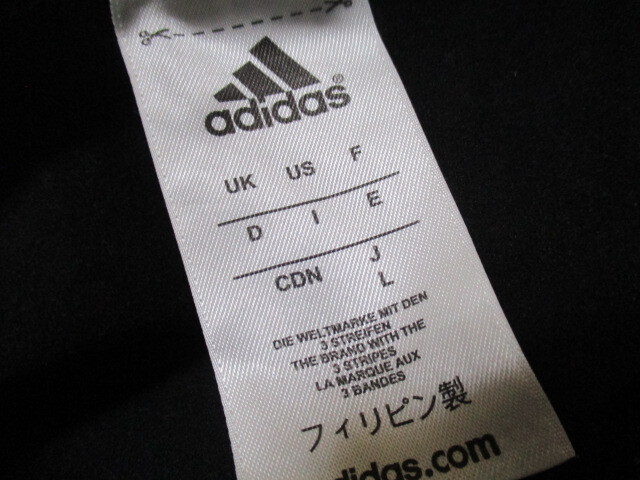 adidas®
UK US F
D I E
CDN J
L
DIE WELTMARKE MIT DEN
3 STREIFEN
THE BRAND WITH THE
3 STRIPES
LA MARQUE AUX
3 BANDES
フィリピン製
didas.com